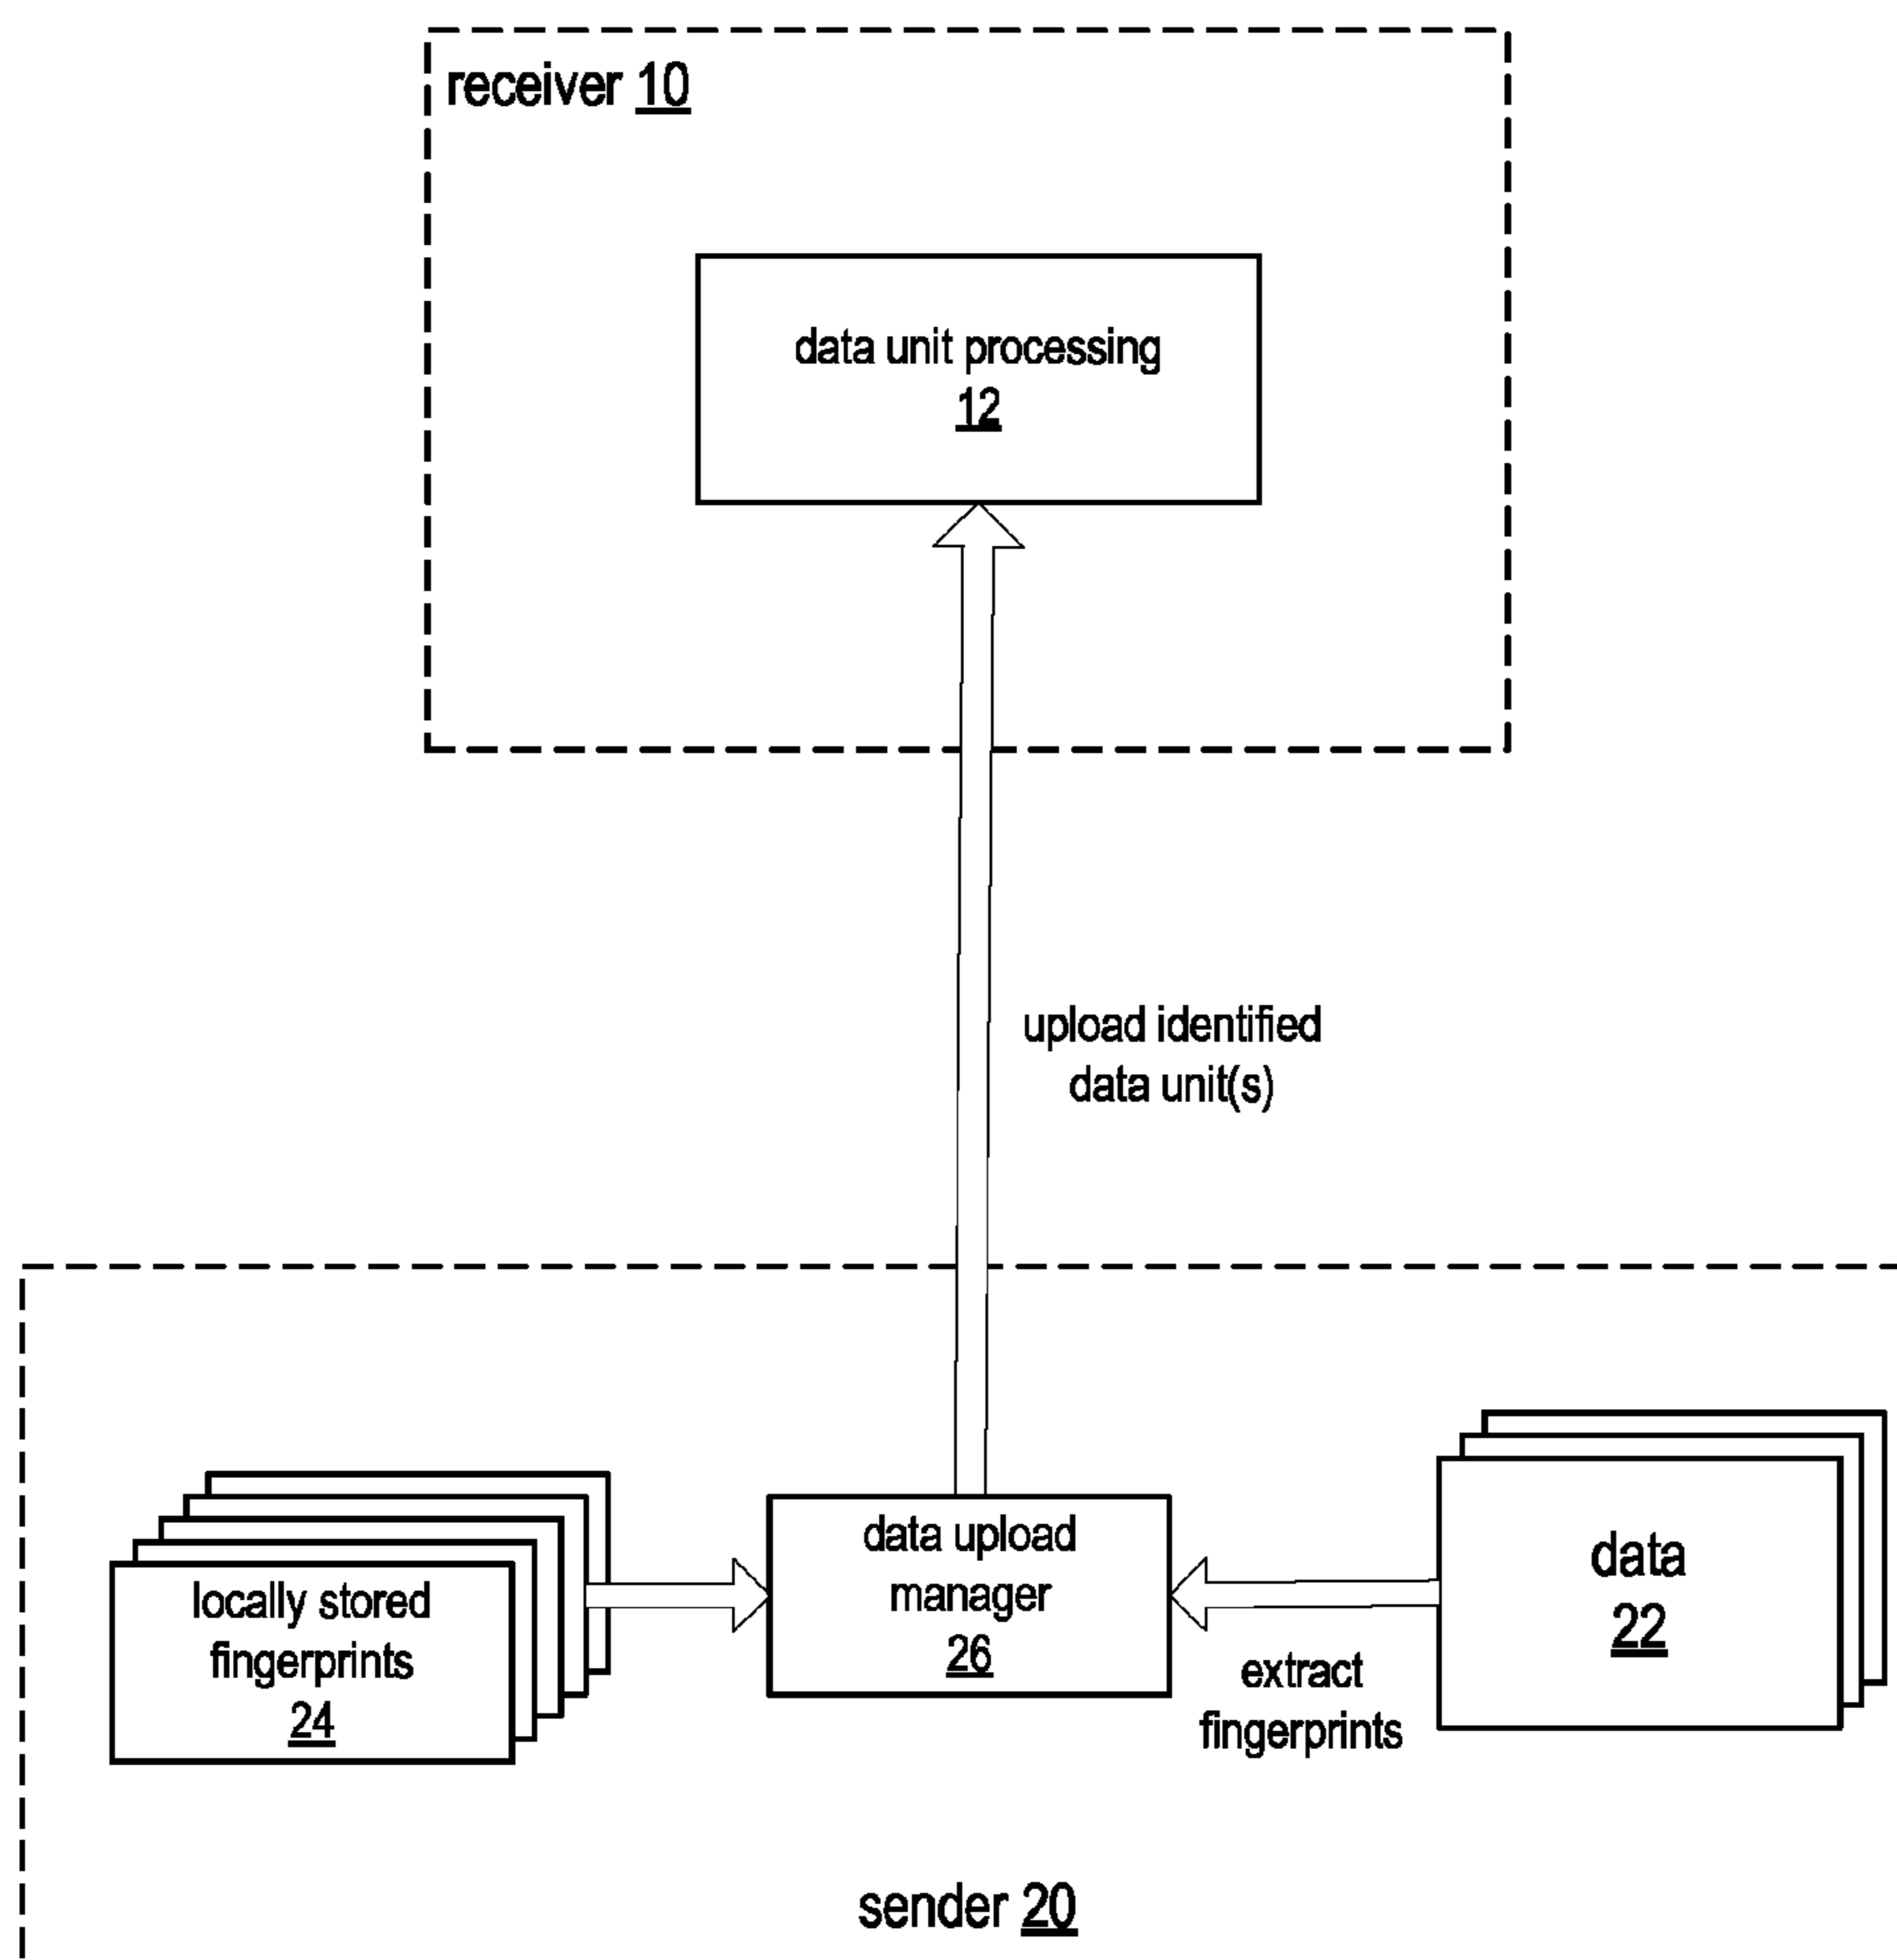 receiver 10
data unit processing
12
upload identified
data unit(s)
data upload
manager
26
locally stored
fingerprints
24
data
22
extract
fingerprints
sender 20